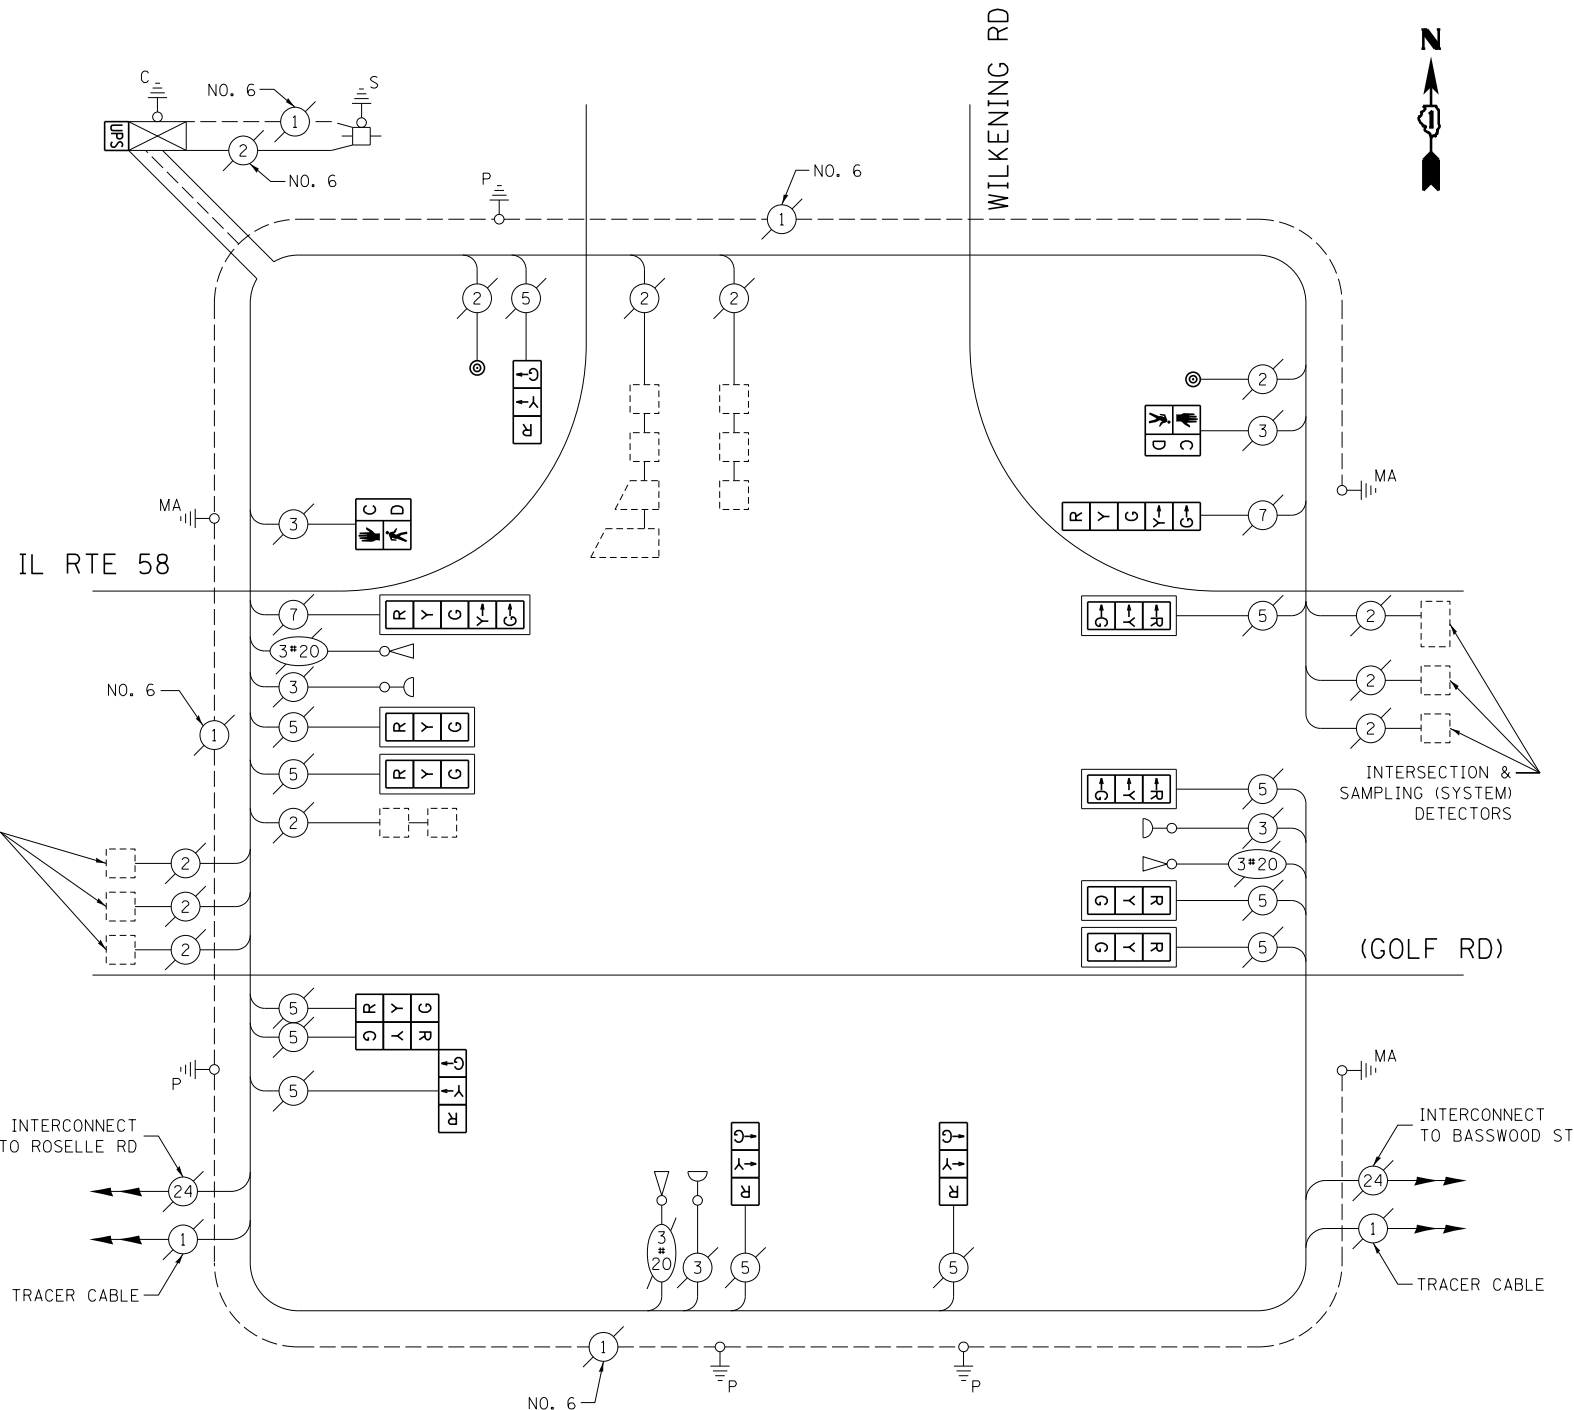 WILKENING RD
N
1
C
NO. 6
S
1
UPS
2
NO. 6
P
NO. 6
1
2
5
2
2
G
Y
R
2
C
D
3
MA
MA
3
C D
R Y G Y G
7
IL RTE 58
7
R Y G Y G
G Y R
5
2
3#20
NO. 6
3
2
1
5
R Y G
2
5
R Y G
INTERSECTION &
SAMPLING (SYSTEM)
DETECTORS
G Y R
5
2
3
2
3#20
2
G Y R
5
2
G Y R
5
(GOLF RD)
5
R Y G
5
G Y R
P
MA
5
G
Y
R
INTERCONNECT
TO ROSELLE RD
INTERCONNECT
TO BASSWOOD ST
G
Y
R
G
Y
R
24
24
1
1
3
#
20
3
5
5
TRACER CABLE
TRACER CABLE
1
P
P
NO. 6